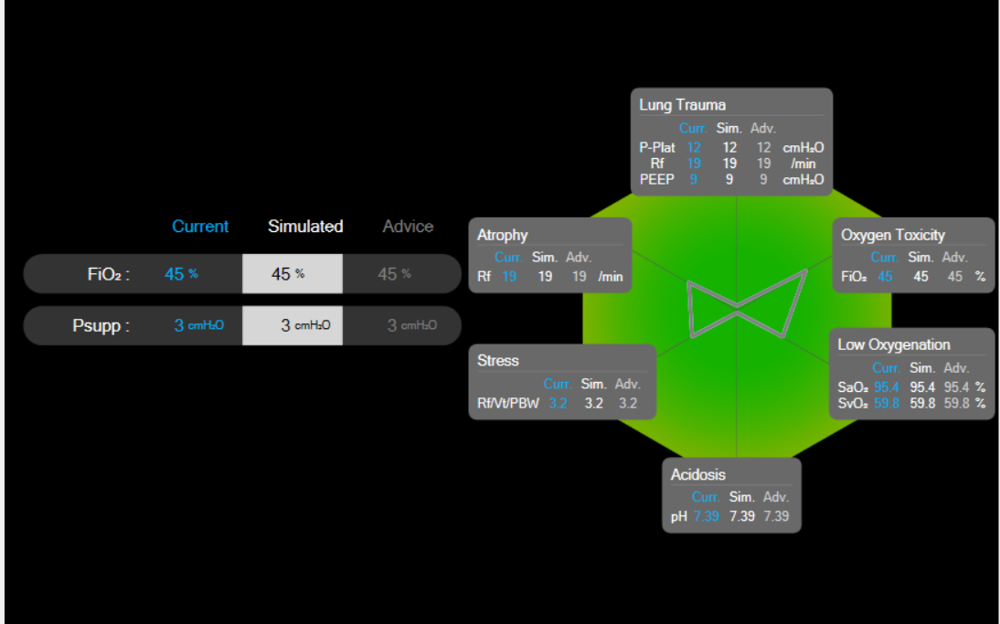 Current Simulated Advice
FiO₂ : 45 % 45 % 45 %
Psupp : 3 cmH₂O 3 cmH₂O 3 cmH₂O
Lung Trauma
Curr. Sim. Adv.
P-Plat 12 12 12 cmH₂O
Rf 19 19 19 /min
PEEP 9 9 9 cmH₂O
Atrophy
Curr. Sim. Adv.
Rf 19 19 19 /min
Oxygen Toxicity
Curr. Sim. Adv.
FiO₂ 45 45 45 %
Stress
Curr. Sim. Adv.
Rf/Vt/PBW 3.2 3.2 3.2
Low Oxygenation
Curr. Sim. Adv.
SaO₂ 95.4 95.4 95.4 %
SvO₂ 59.8 59.8 59.8 %
Acidosis
Curr. Sim. Adv.
pH 7.39 7.39 7.39